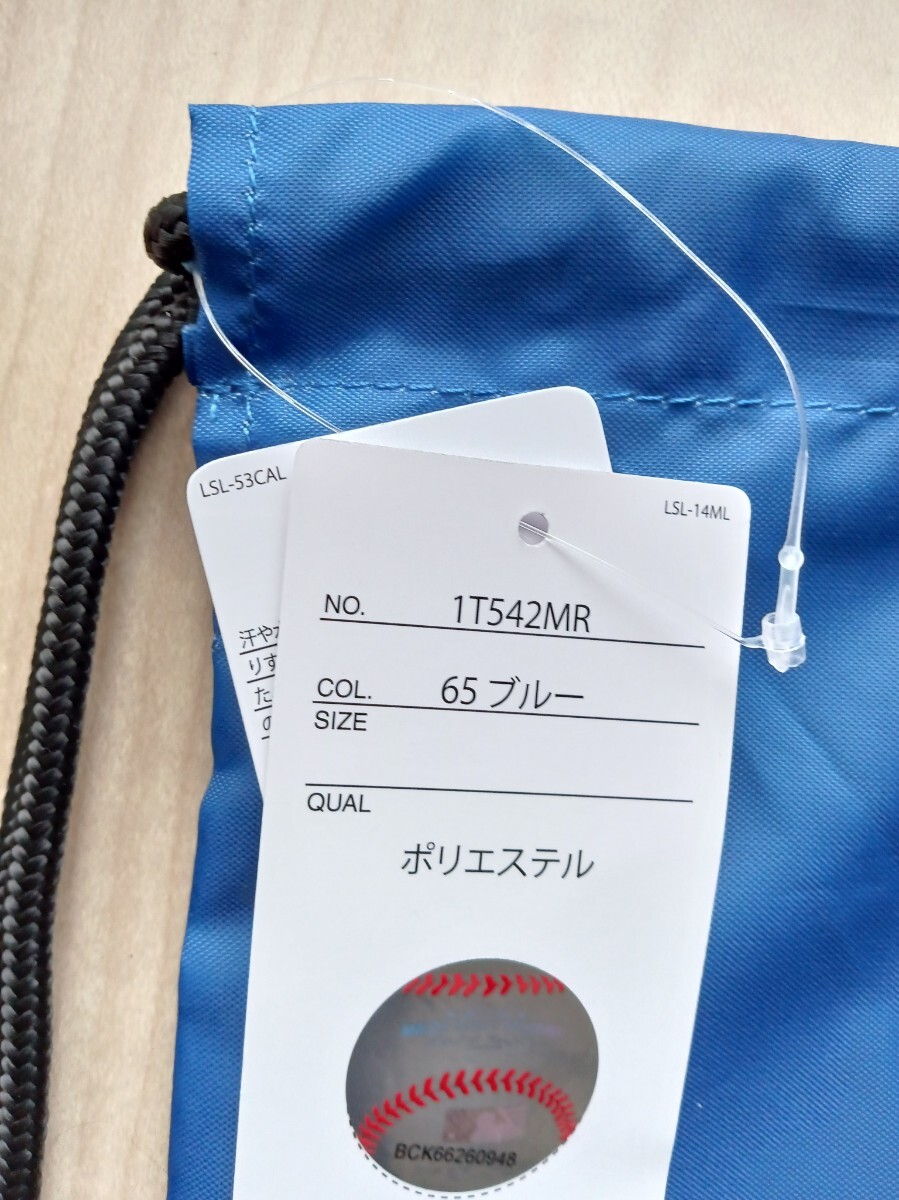 LSL-53CAL
汗や
りす
た
の
LSL-14ML
NO. 1T542MR
COL. 65 ブルー
SIZE
QUAL
ポリエステル
BCK66260948